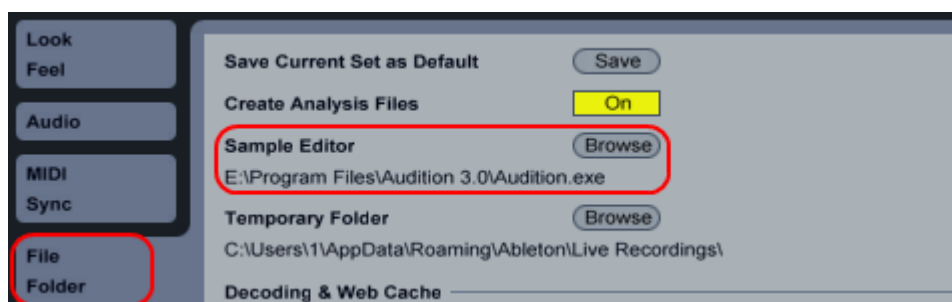 Look
Feel
Audio
MIDI
Sync
File
Folder
Save Current Set as Default Save
Create Analysis Files On
Sample Editor Browse
E:\Program Files\Audition 3.0\Audition.exe
Temporary Folder Browse
C:\Users\1\AppData\Roaming\Ableton\Live Recordings\
Decoding & Web Cache